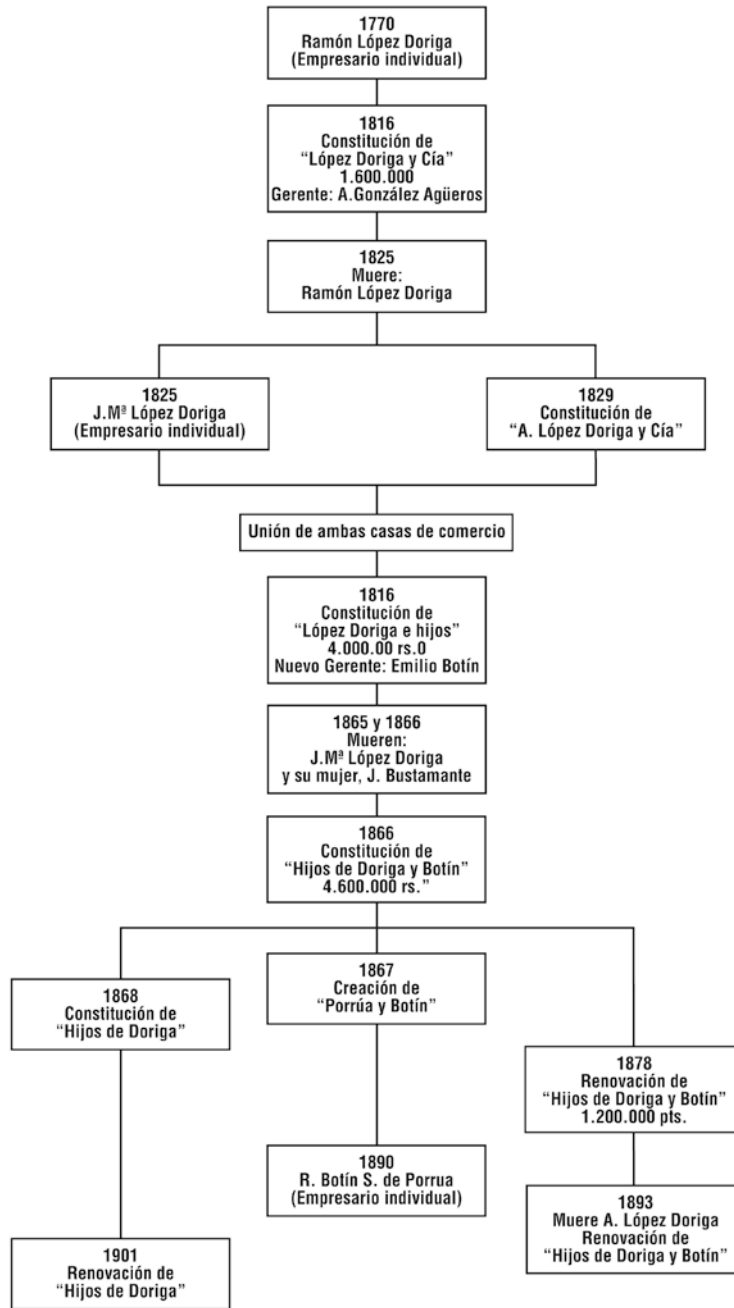 1770
Ramón López Doriga
(Empresario individual)
1816
Constitución de
“López Doriga y Cía”
1.600.000
Gerente: A.González Agüeros
1825
Muere:
Ramón López Doriga
1825
J.Mª López Doriga
(Empresario individual)
1829
Constitución de
“A. López Doriga y Cía”
Unión de ambas casas de comercio
1816
Constitución de
“López Doriga e hijos”
4.000.00 rs.0
Nuevo Gerente: Emilio Botín
1865 y 1866
Mueren:
J.Mª López Doriga
y su mujer, J. Bustamante
1866
Constitución de
“Hijos de Doriga y Botín”
4.600.000 rs.”
1868
Constitución de
“Hijos de Doriga”
1867
Creación de
“Porrúa y Botín”
1878
Renovación de
“Hijos de Doriga y Botín”
1.200.000 pts.
1890
R. Botín S. de Porrua
(Empresario individual)
1893
Muere A. López Doriga
Renovación de
“Hijos de Doriga y Botín”
1901
Renovación de
“Hijos de Doriga”